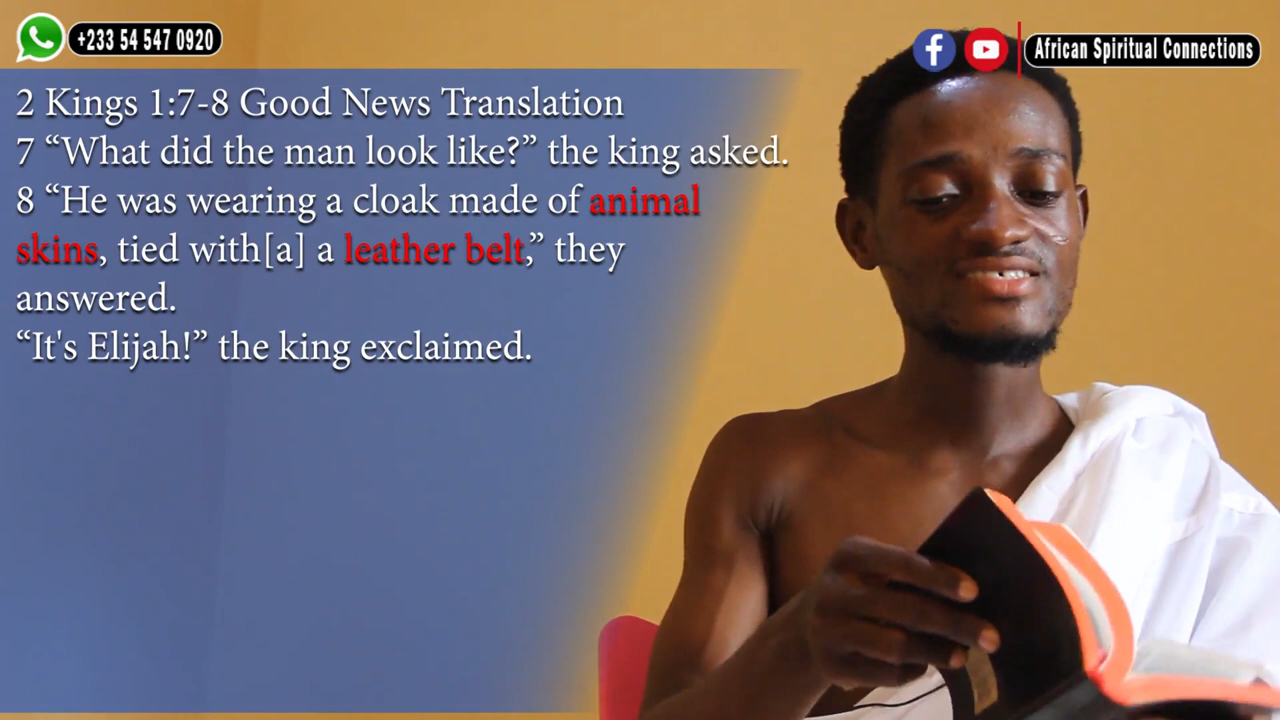 +233 54 547 0920
African Spiritual Connections
2 Kings 1:7-8 Good News Translation
7 “What did the man look like?” the king asked.
8 “He was wearing a cloak made of animal
skins, tied with[a] a leather belt,” they
answered.
“It's Elijah!” the king exclaimed.